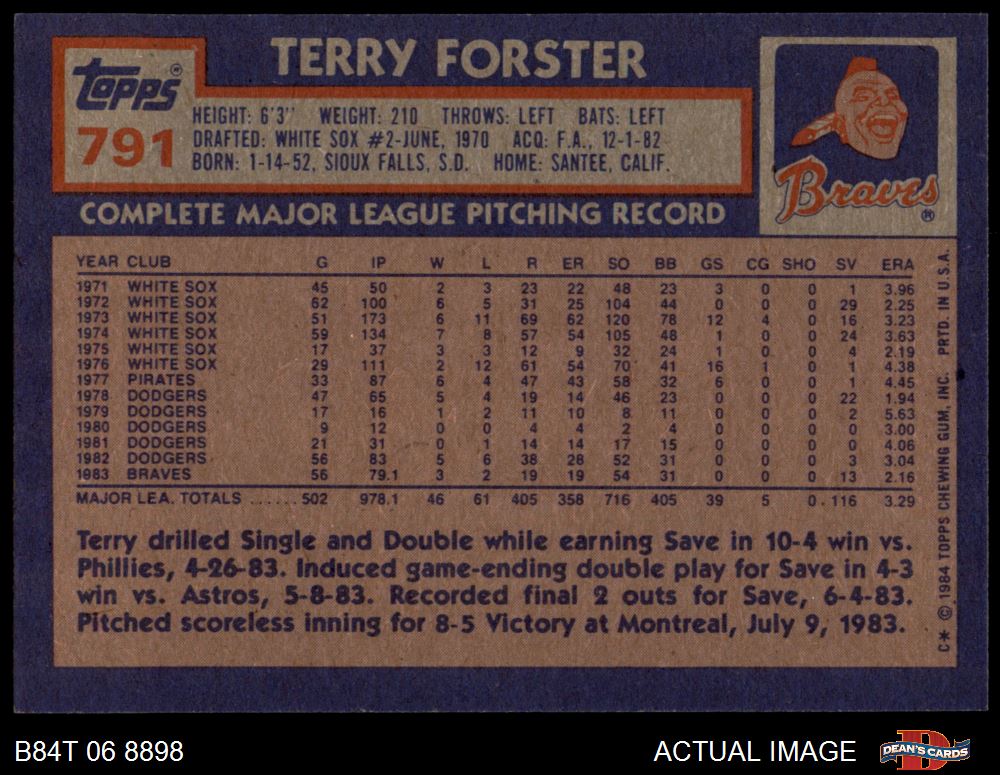 TERRY FORSTER
Topps®
791
HEIGHT: 6'3" WEIGHT: 210 THROWS: LEFT BATS: LEFT
DRAFTED: WHITE SOX #2-JUNE, 1970 ACQ: F.A., 12-1-82
BORN: 1-14-52, SIOUX FALLS, S.D. HOME: SANTEE, CALIF.
Braves®
COMPLETE MAJOR LEAGUE PITCHING RECORD
YEAR CLUB G IP W L R ER SO BB GS CG SHO SV ERA
1971 WHITE SOX 45 50 2 3 23 22 48 23 3 0 0 1 3.96
1972 WHITE SOX 62 100 6 5 31 25 104 44 0 0 0 29 2.25
1973 WHITE SOX 51 173 6 11 69 62 120 78 12 4 0 16 3.23
1974 WHITE SOX 59 134 7 8 57 54 105 48 1 0 0 24 3.63
1975 WHITE SOX 17 37 3 3 12 9 32 24 1 0 0 4 2.19
1976 WHITE SOX 29 111 2 12 61 54 70 41 16 1 0 1 4.38
1977 PIRATES 33 87 6 4 47 43 58 32 6 0 0 1 4.45
1978 DODGERS 47 65 5 4 19 14 46 23 0 0 0 22 1.94
1979 DODGERS 17 16 1 2 11 10 8 11 0 0 0 2 5.63
1980 DODGERS 9 12 0 0 4 4 2 4 0 0 0 0 3.00
1981 DODGERS 21 31 0 1 14 14 17 15 0 0 0 0 4.06
1982 DODGERS 56 83 5 6 38 28 52 31 0 0 0 3 3.04
1983 BRAVES 56 79.1 3 2 19 19 54 31 0 0 0 13 2.16
MAJOR LEA. TOTALS ...... 502 978.1 46 61 405 358 716 405 39 5 0 116 3.29
Terry drilled Single and Double while earning Save in 10-4 win vs.
Phillies, 4-26-83. Induced game-ending double play for Save in 4-3
win vs. Astros, 5-8-83. Recorded final 2 outs for Save, 6-4-83.
Pitched scoreless inning for 8-5 Victory at Montreal, July 9, 1983.
C* © 1984 TOPPS CHEWING GUM, INC. PRTD. IN U.S.A.
B84T 06 8898
ACTUAL IMAGE
D
DEAN'S CARDS